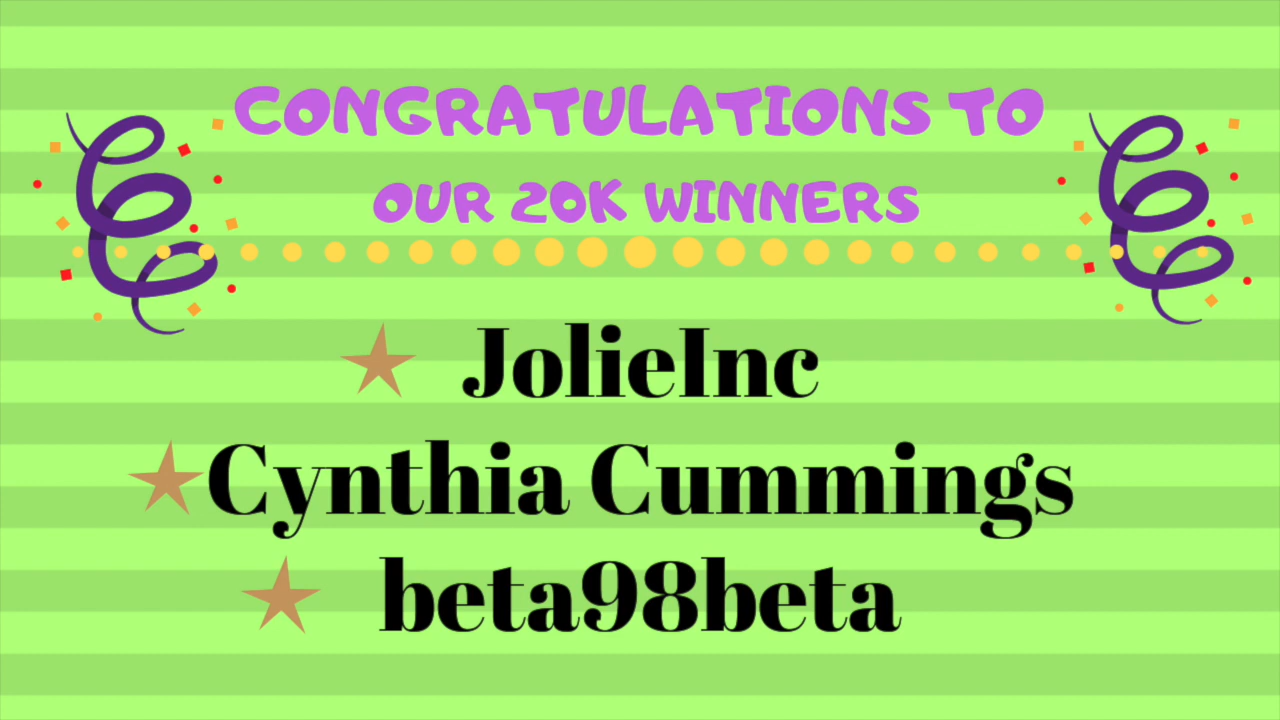 CONGRATULATIONS TO
OUR 20K WINNERS
JolieInc
Cynthia Cummings
beta98beta